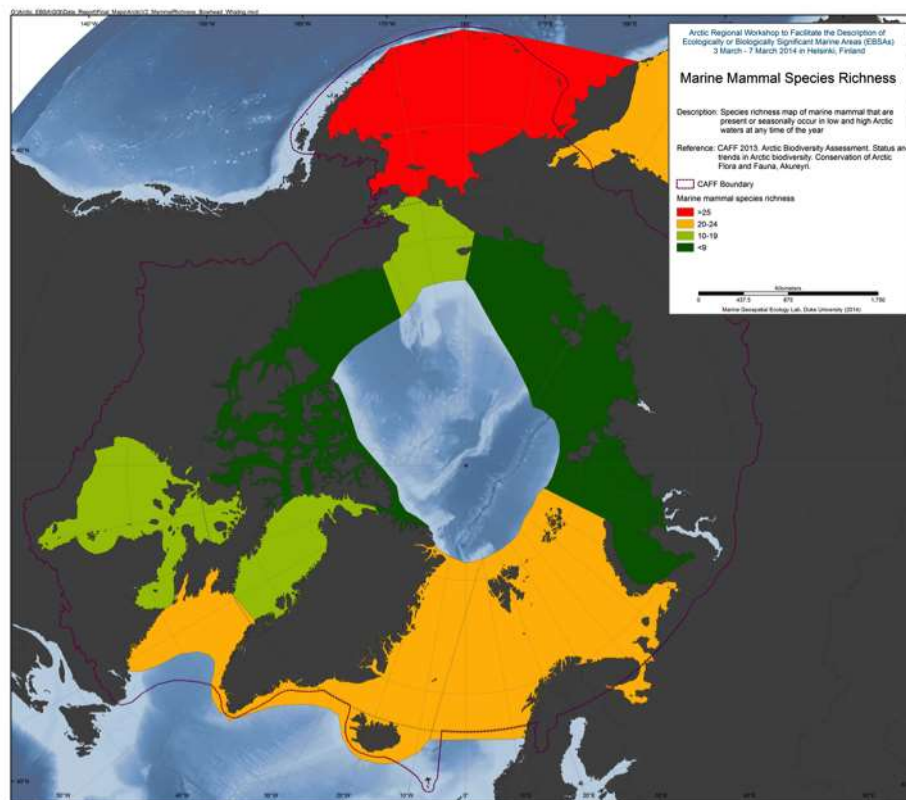 Arctic Regional Workshop to Facilitate the Description of
Ecologically or Biologically Significant Marine Areas (EBSAs)
3 March - 7 March 2014 in Helsinki, Finland
Marine Mammal Species Richness
Description: Species richness map of marine mammal that are
present or seasonally occur in low and high Arctic
waters at any time of the year
Reference: CAFF 2013. Arctic Biodiversity Assessment. Status an
trends in Arctic biodiversity. Conservation of Arctic
Flora and Fauna, Akureyri.
CAFF Boundary
Marine mammal species richness
>25
20-24
10-19
<9
Kilometers
0 437.5 875 1,750
Marine Geospatial Ecology Lab, Duke University (2014)